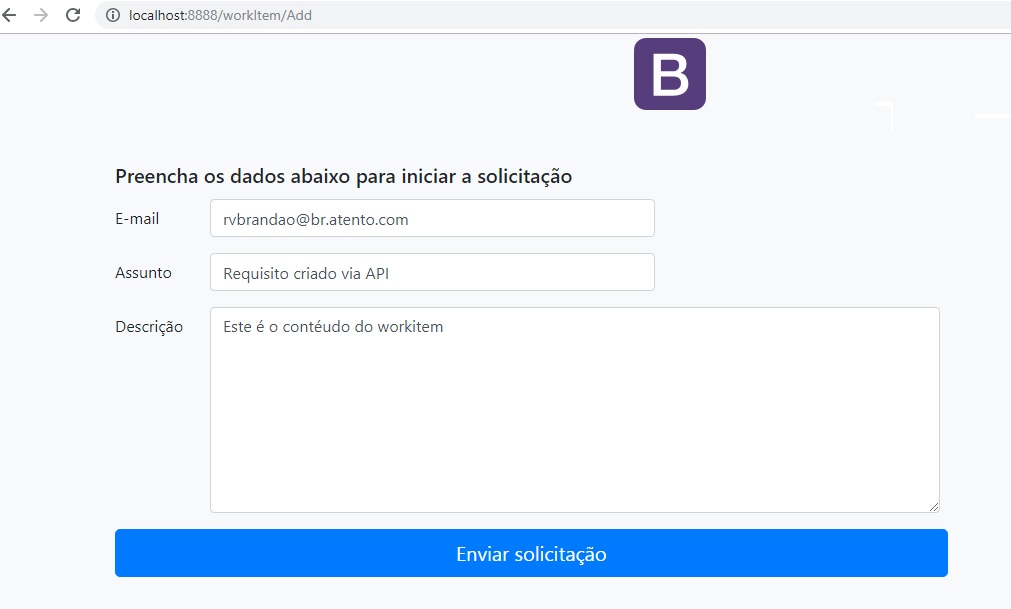 localhost:8888/workItem/Add
B
Preencha os dados abaixo para iniciar a solicitação
E-mail
rvbrandao@br.atento.com
Assunto
Requisito criado via API
Descrição
Este é o contéudo do workitem
Enviar solicitação